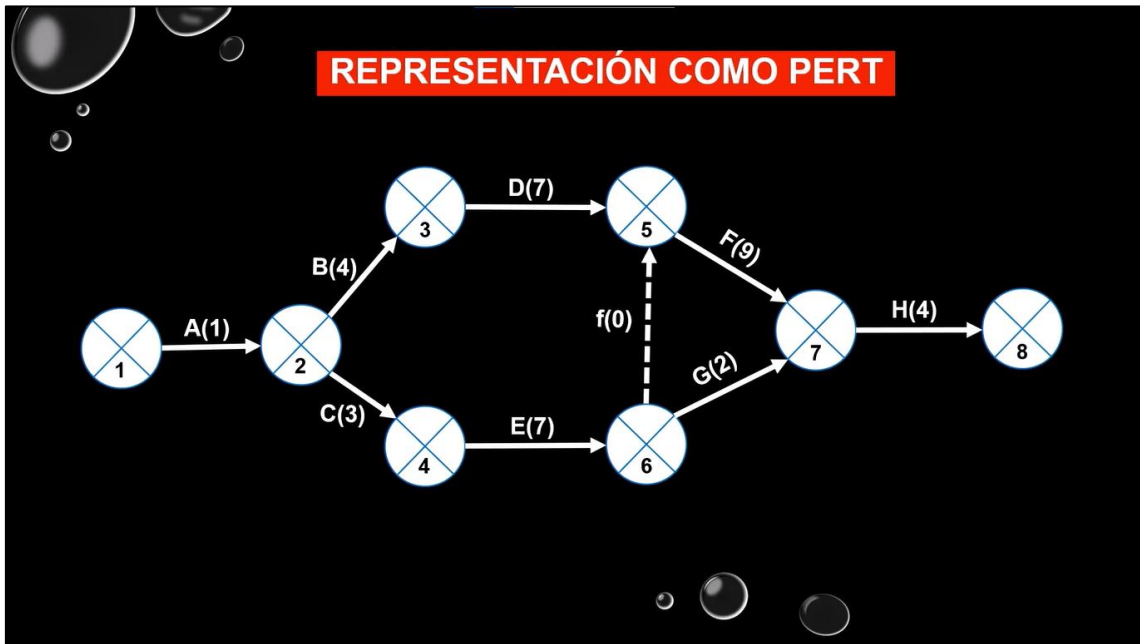 REPRESENTACIÓN COMO PERT
D(7)
3
5
B(4)
F(9)
A(1)
f(0)
H(4)
1
2
7
8
C(3)
G(2)
E(7)
4
6